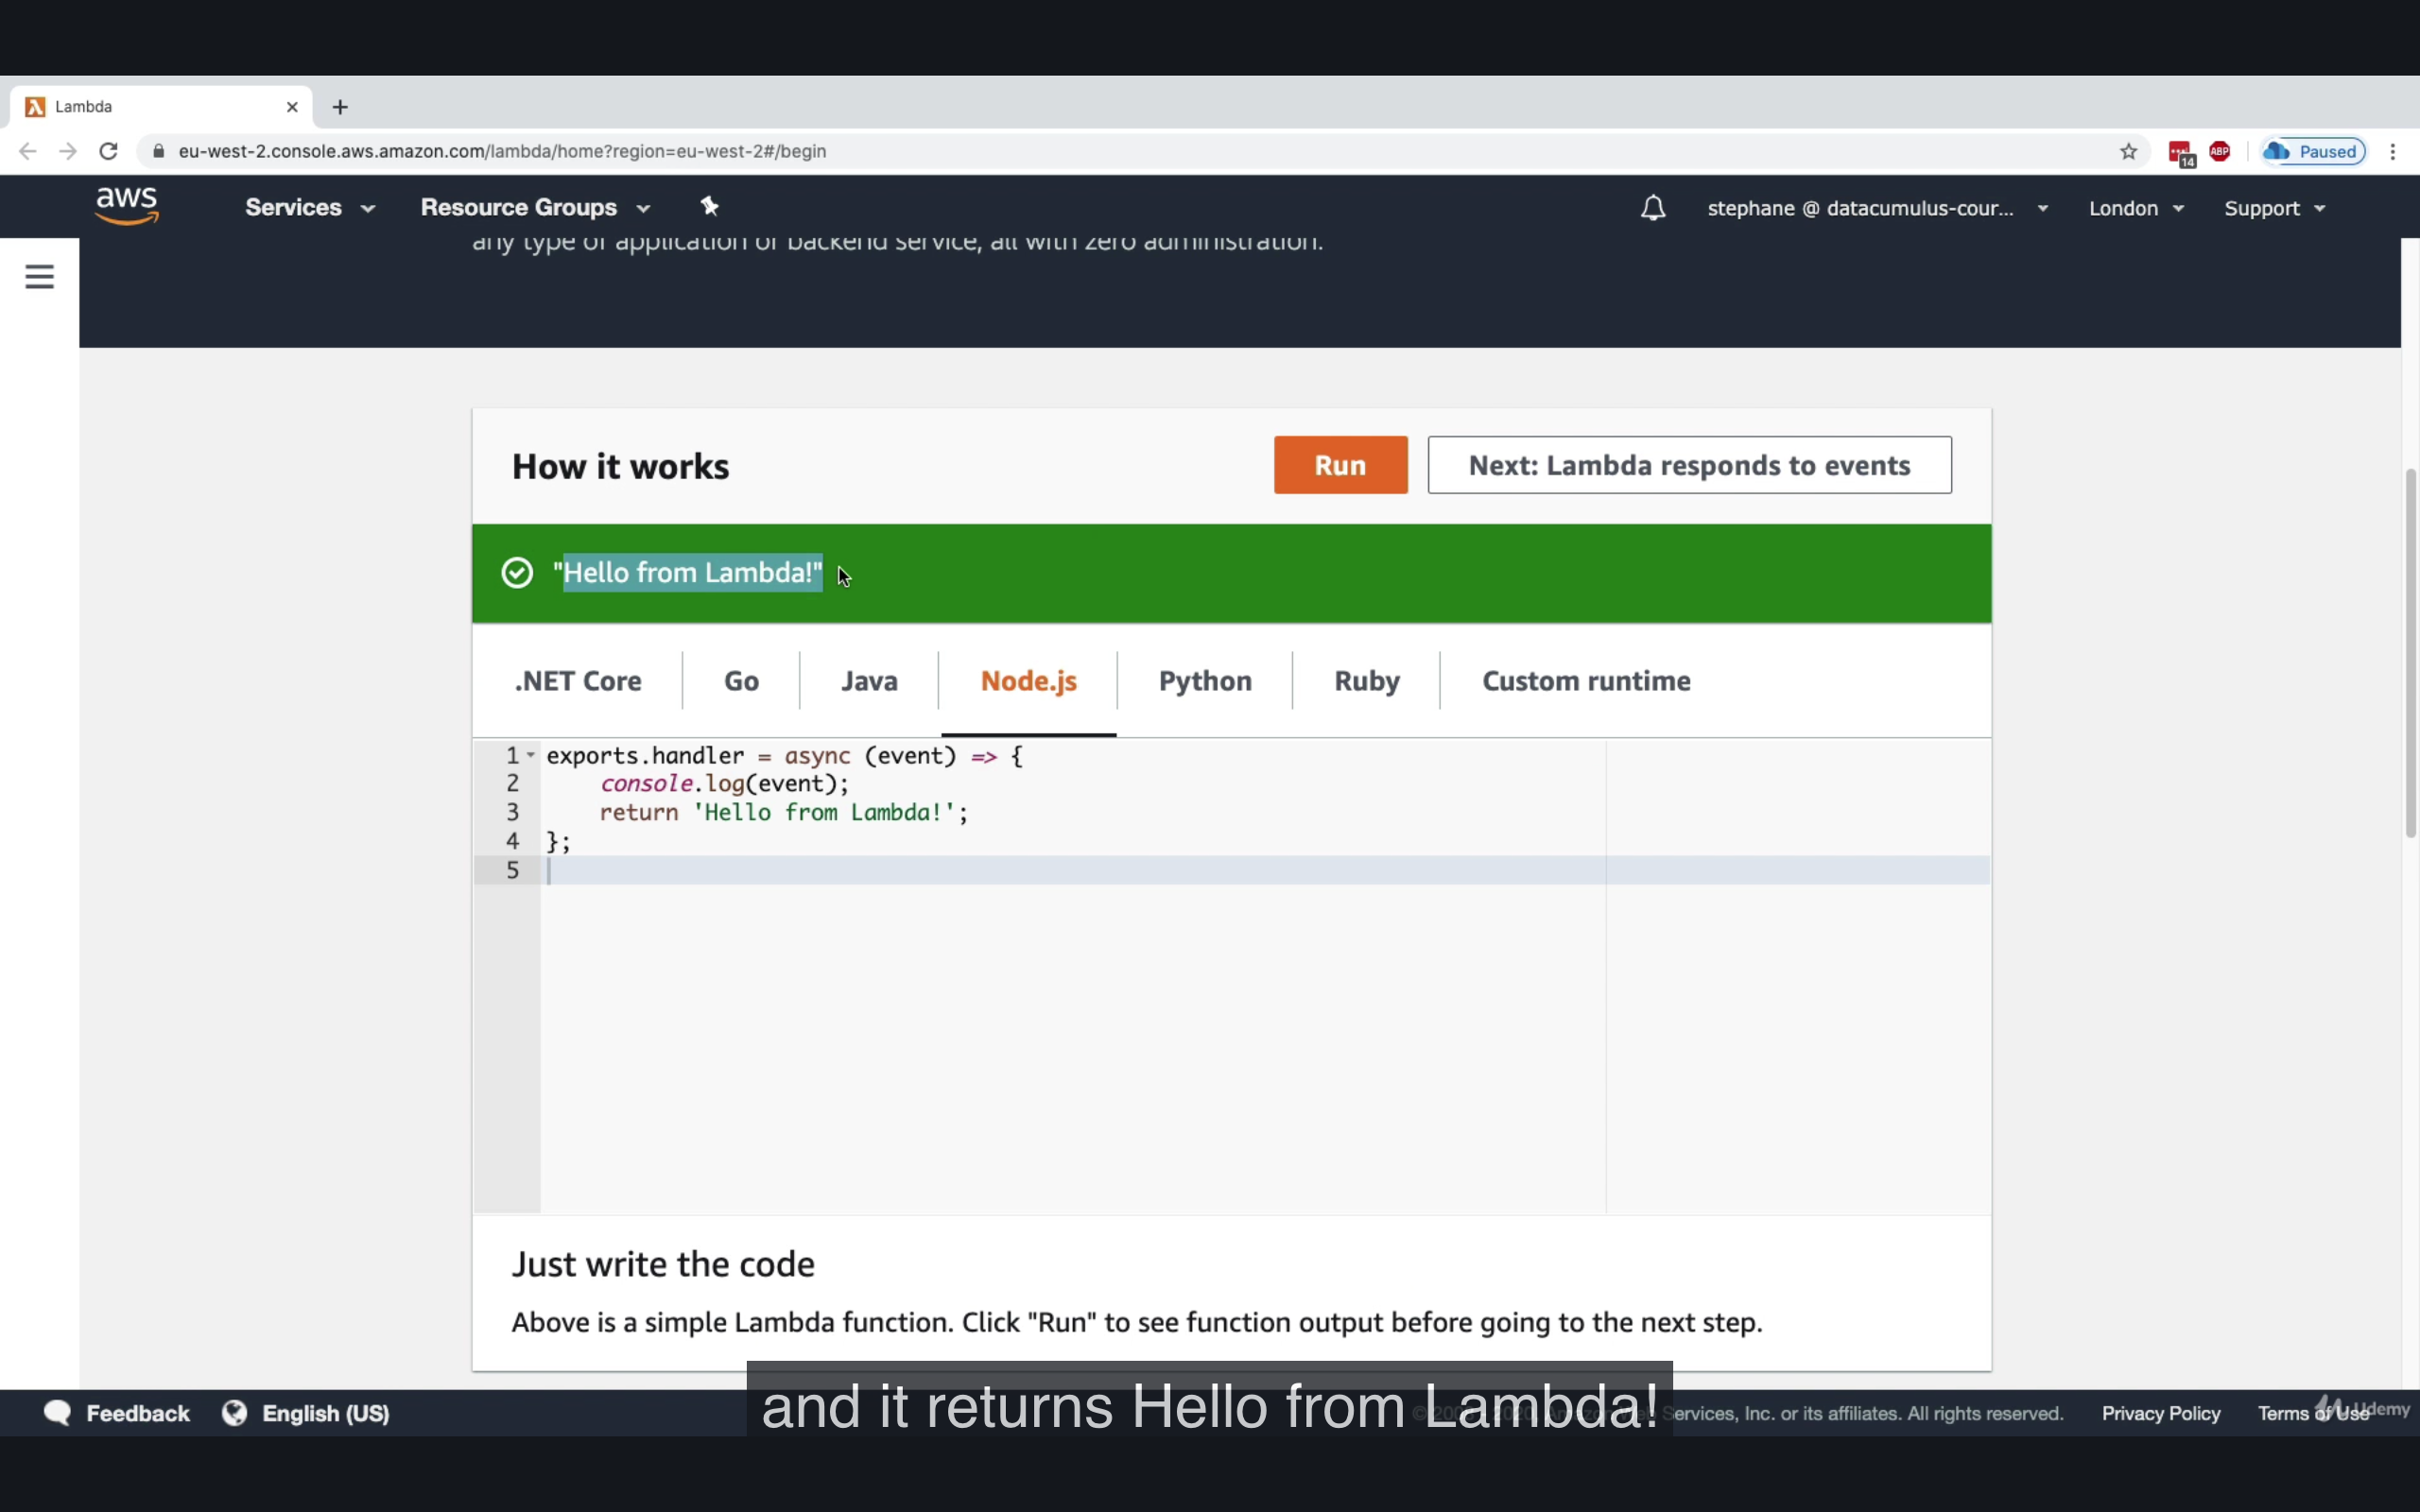 Lambda
eu-west-2.console.aws.amazon.com/lambda/home?region=eu-west-2#/begin
14
ABP
Paused
aws
Services
Resource Groups
stephane @ datacumulus-cour...
London
Support
any type of application or backend service, all with zero administration.
How it works
Run
Next: Lambda responds to events
"Hello from Lambda!"
.NET Core
Go
Java
Node.js
Python
Ruby
Custom runtime
1 exports.handler = async (event) => {
2 console.log(event);
3 return 'Hello from Lambda!';
4 };
5
Just write the code
Above is a simple Lambda function. Click "Run" to see function output before going to the next step.
and it returns Hello from Lambda!
Feedback
English (US)
Services, Inc. or its affiliates. All rights reserved.
Privacy Policy
Terms of Use
Udemy